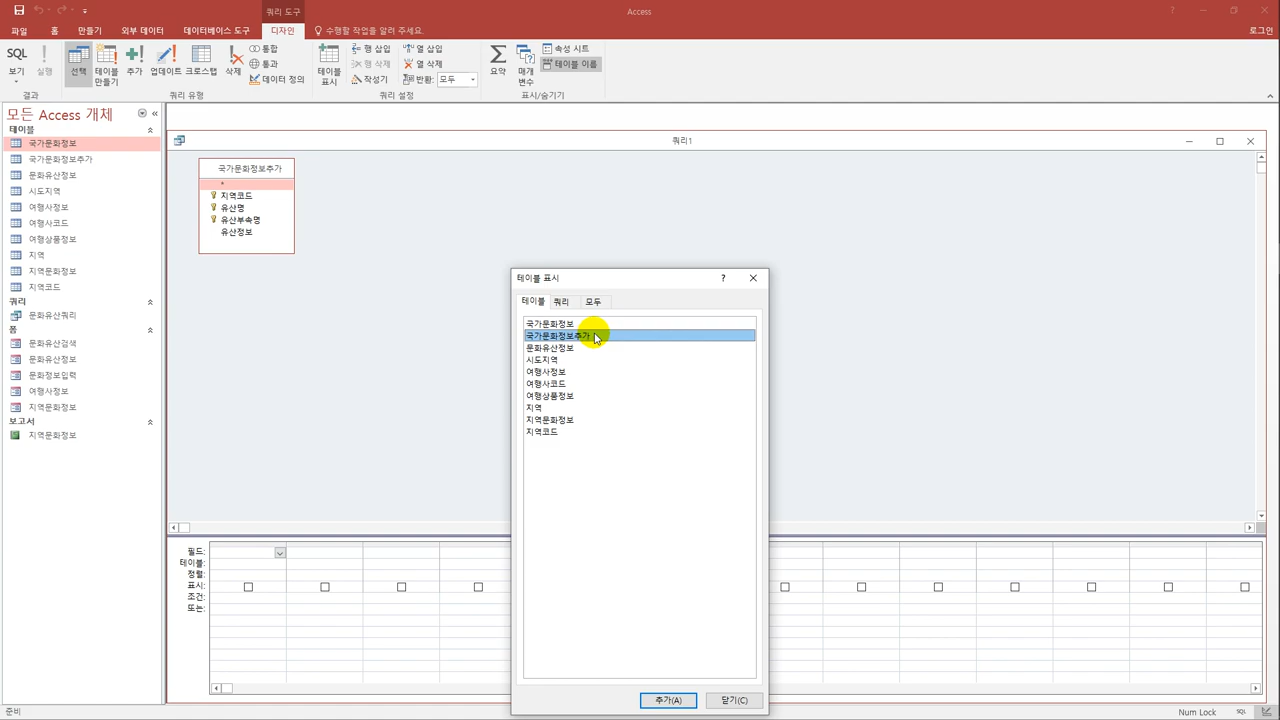 쿼리 도구
Access
?
파일
홈
만들기
외부 데이터
데이터베이스 도구
디자인
수행할 작업을 알려 주세요.
로그인
SQL
보기
실행
선택
테이블
만들기
추가
업데이트
크로스탭
삭제
통합
통과
데이터 정의
테이블
표시
행 삽입
행 삭제
작성기
열 삽입
열 삭제
반환:
모두
요약
매개
변수
속성 시트
테이블 이름
결과
쿼리 유형
쿼리 설정
표시/숨기기
모든 Access 개체
테이블
국가문화정보
국가문화정보추가
문화유산정보
시도지역
여행사정보
여행사코드
여행상품정보
지역
지역문화정보
지역코드
쿼리
문화유산쿼리
폼
문화유산검색
문화유산정보
문화정보입력
여행사정보
지역문화정보
보고서
지역문화정보
쿼리1
국가문화정보추가
*
지역코드
유산명
유산부속명
유산정보
테이블 표시
?
테이블
쿼리
모두
국가문화정보
국가문화정보추가
문화유산정보
시도지역
여행사정보
여행사코드
여행상품정보
지역
지역문화정보
지역코드
추가(A)
닫기(C)
필드:
테이블:
정렬:
표시:
조건:
또는:
준비
Num Lock
SQL